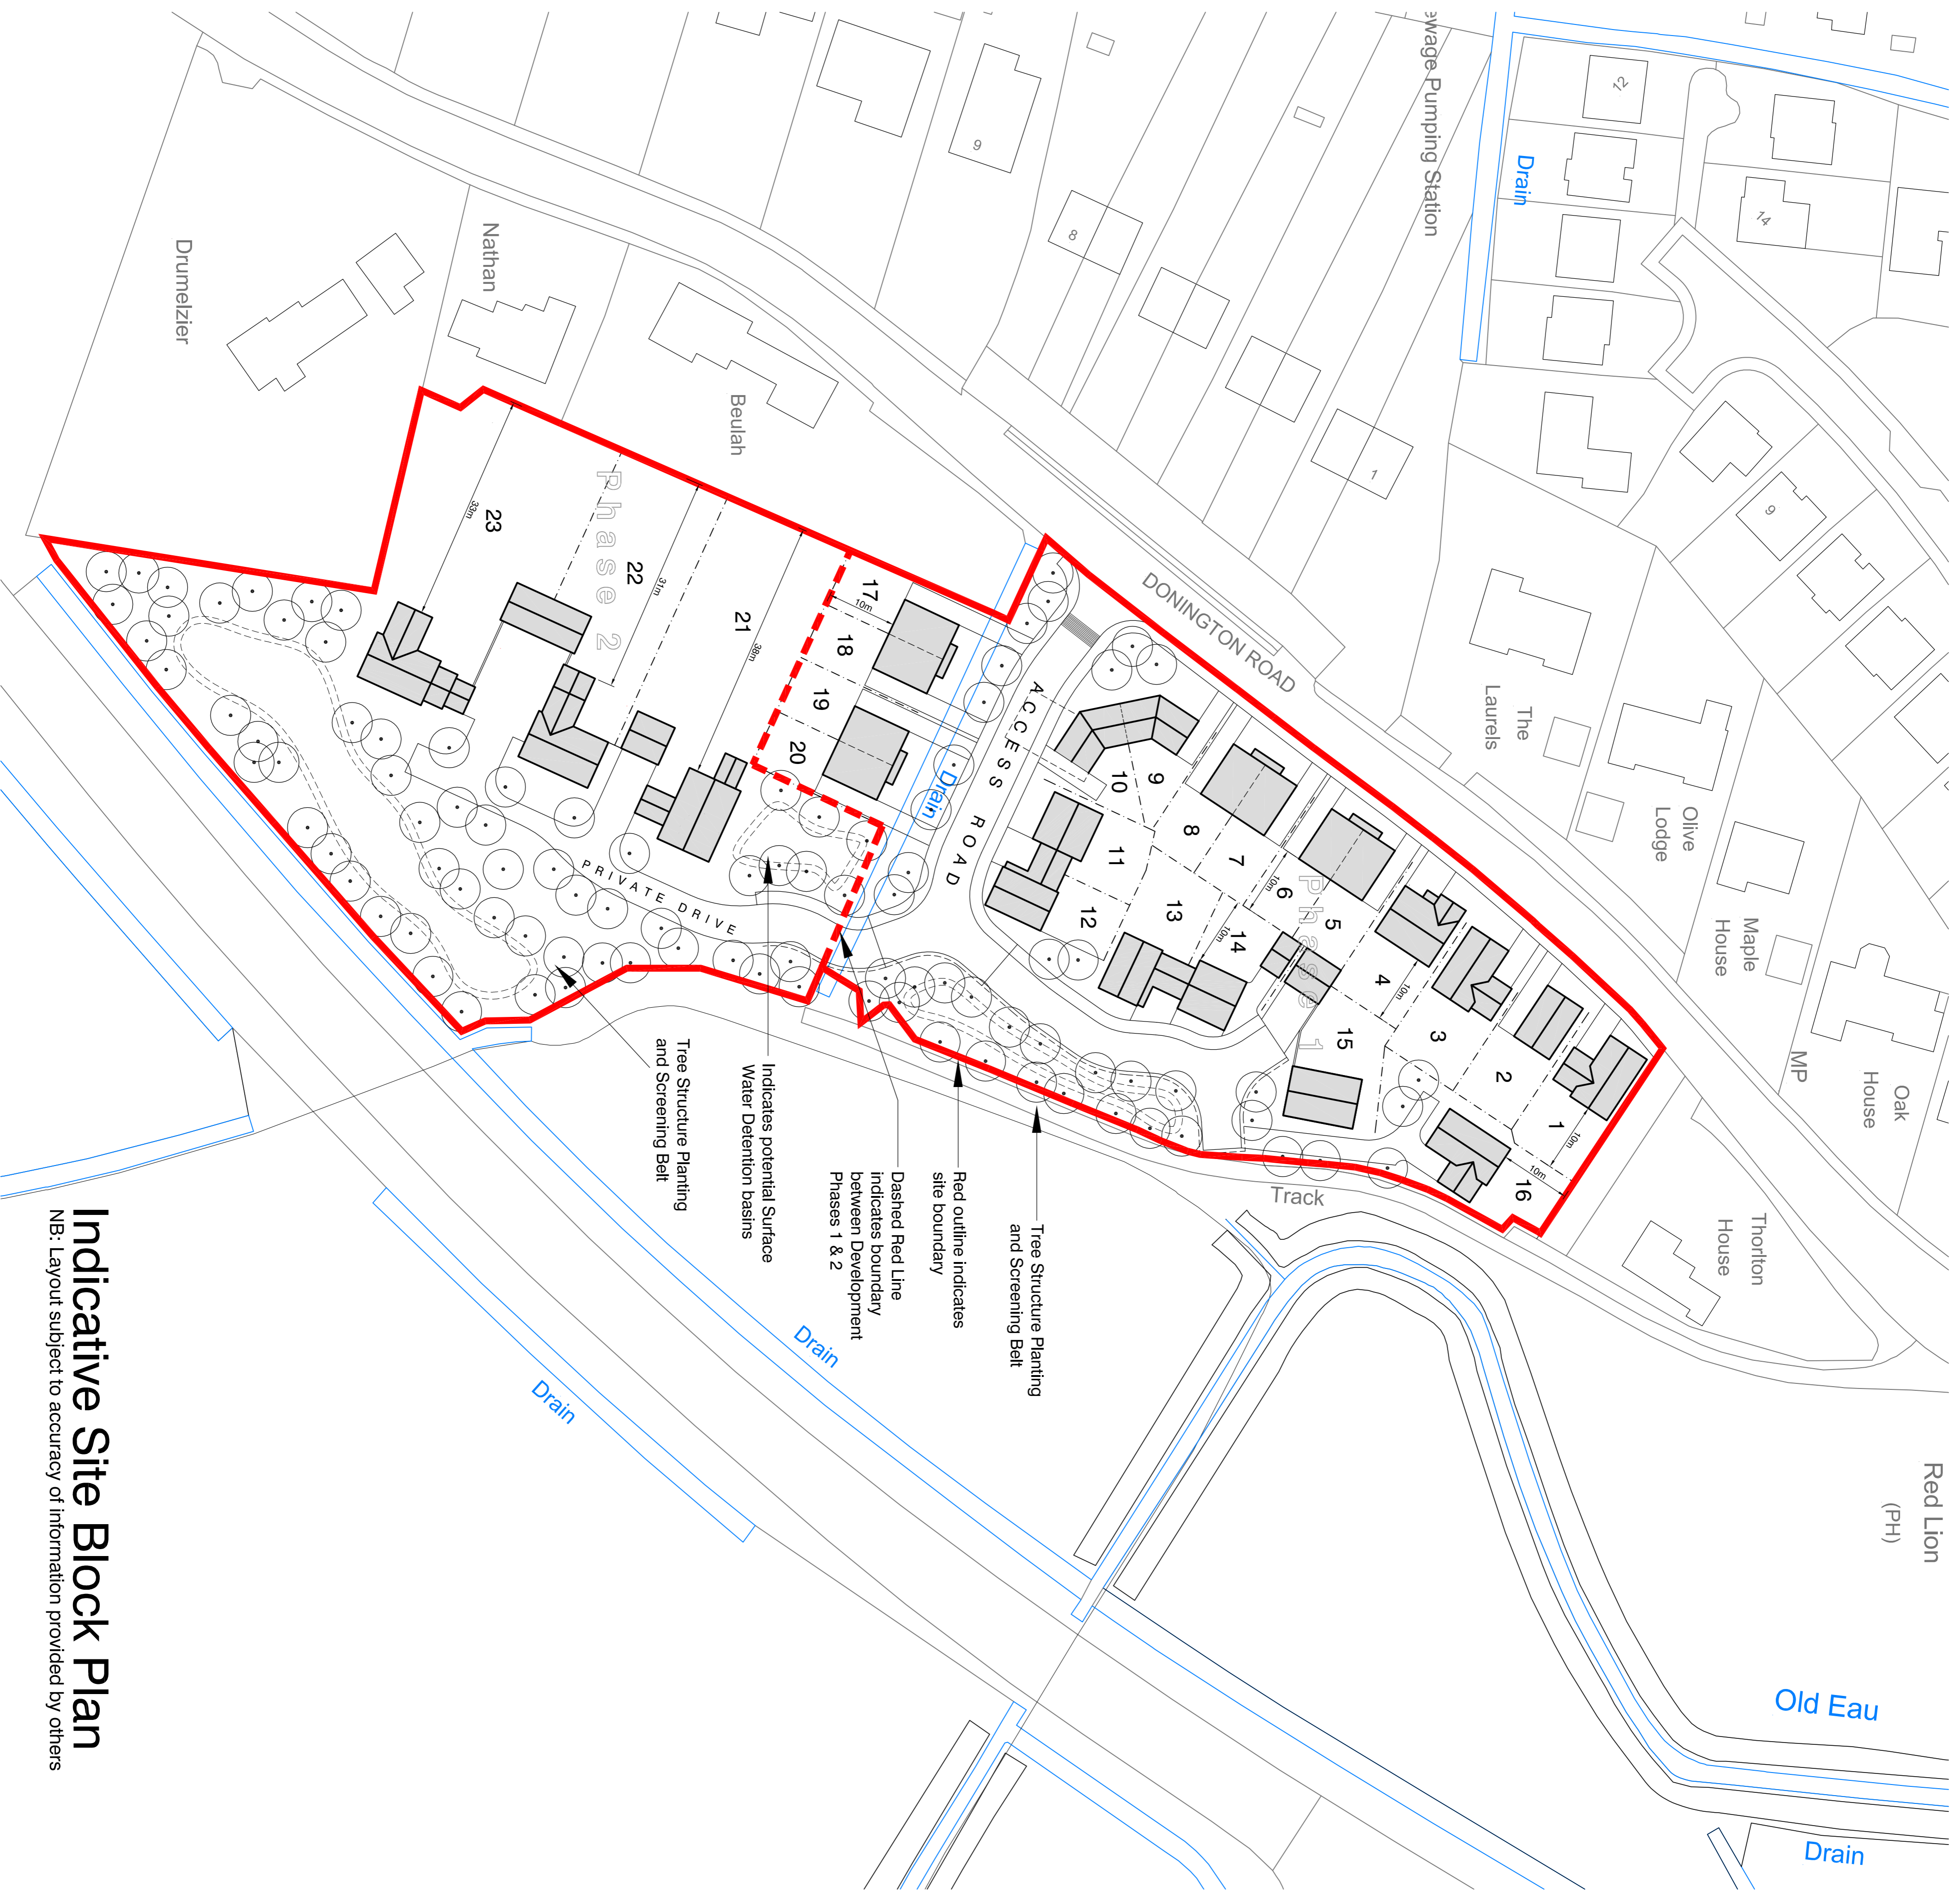 Indicative Site Block Plan
NB: Layout subject to accuracy of information provided by others
Red Lion
(PH)
Old Eau
Drain
Oak
House
MP
Maple
House
Olive
Lodge
The
Laurels
Thorlton
House
Track
DONINGTON ROAD
12
14
9
Drain
ewage Pumping Station
1
8
9
Phase 1
1
10m
2
3
4
10m
5
6
10m
7
8
9
10
11
12
13
14
10m
15
16
10m
ACCESS ROAD
Drain
17
10m
18
19
20
Phase 2
21
38m
22
31m
23
33m
PRIVATE DRIVE
Beulah
Nathan
Drumelzier
Tree Structure Planting
and Screening Belt
Red outline indicates
site boundary
Dashed Red Line
indicates boundary
between Development
Phases 1 & 2
Indicates potential Surface
Water Detention basins
Tree Structure Planting
and Screening Belt
Drain
Drain